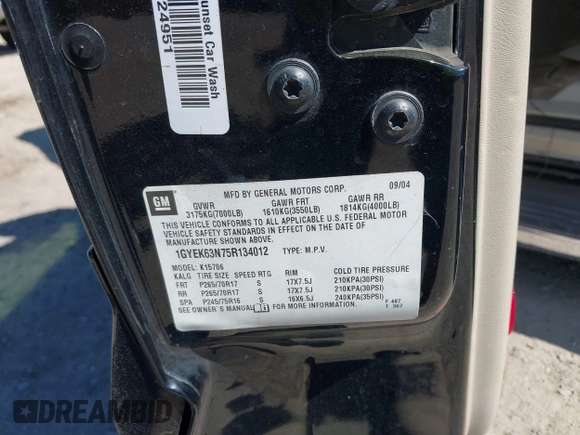 Sunset Car Wash
24951
GM
MFD BY GENERAL MOTORS CORP.
09/04
GVWR GAWR FRT GAWR RR
3175KG(7000LB) 1610KG(3550LB) 1814KG(4000LB)
THIS VEHICLE CONFORMS TO ALL APPLICABLE U.S. FEDERAL MOTOR
VEHICLE SAFETY STANDARDS IN EFFECT ON THE DATE OF
MANUFACTURE SHOWN ABOVE.
1GYEK63N75R134012 TYPE: M.P.V.
MODEL: K15706
KALG TIRE SIZE SPEED RTG RIM COLD TIRE PRESSURE
FRT P265/70R17 S 17X7.5J 210KPA(30PSI)
RR P265/70R17 S 17X7.5J 210KPA(30PSI)
SPA P245/75R16 S 16X6.5J 240KPA(35PSI)
SEE OWNER'S MANUAL FOR MORE INFORMATION.
F 487
T 367
DREAMBID